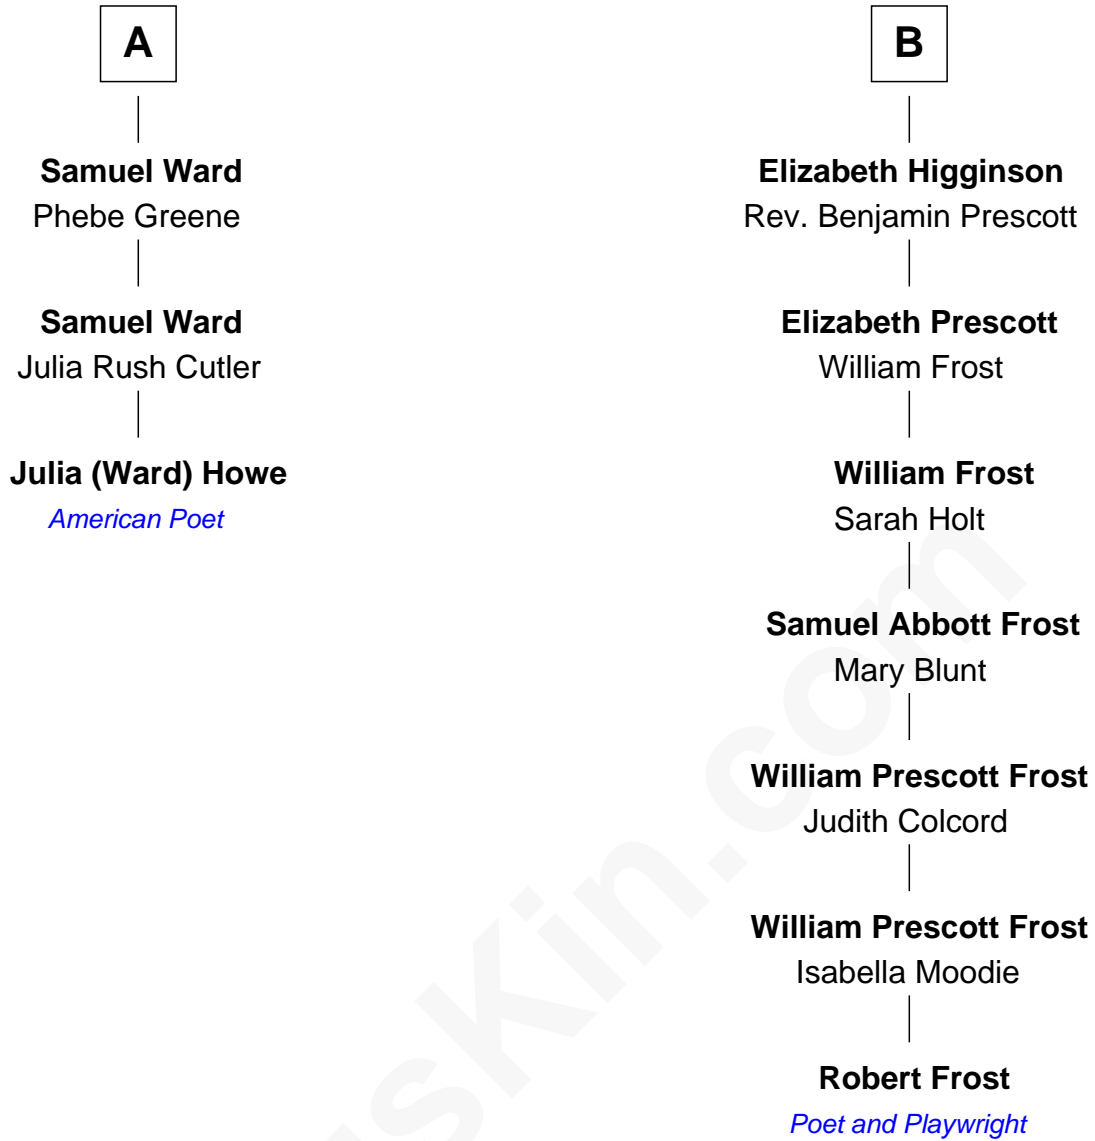 A
Samuel Ward
Phebe Greene
Samuel Ward
Julia Rush Cutler
Julia (Ward) Howe
American Poet
B
Elizabeth Higginson
Rev. Benjamin Prescott
Elizabeth Prescott
William Frost
William Frost
Sarah Holt
Samuel Abbott Frost
Mary Blunt
William Prescott Frost
Judith Colcord
William Prescott Frost
Isabella Moodie
Robert Frost
Poet and Playwright